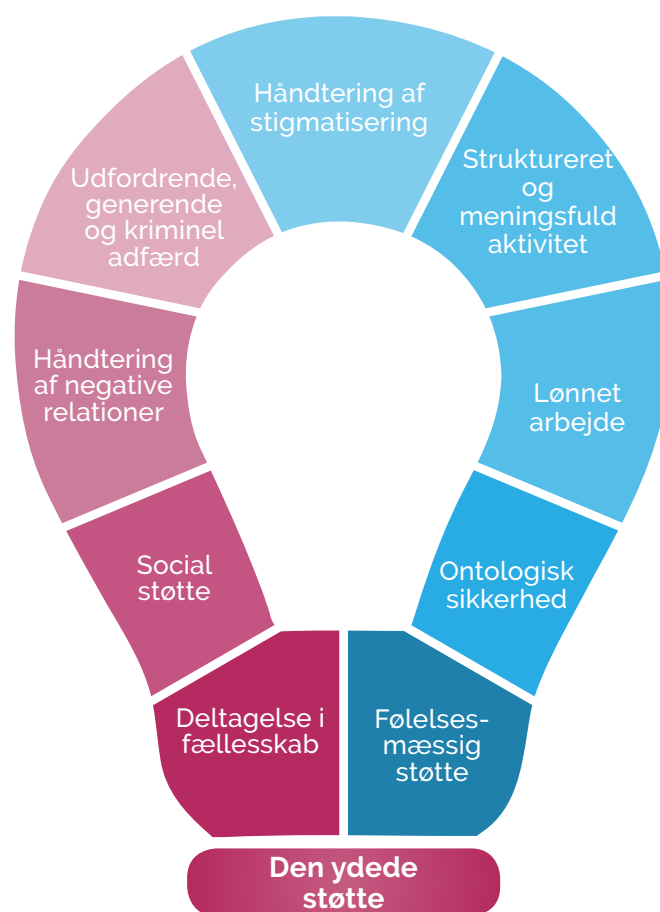 Håndtering af
stigmatisering
Struktureret
og
meningsfuld
aktivitet
Udfordrende,
generende
og kriminel
adfærd
Håndtering
af negative
relationer
Lønnet
arbejde
Social
støtte
Ontologisk
sikkerhed
Deltagelse i
fællesskab
Følelses-
mæssig
støtte
Den ydede
støtte